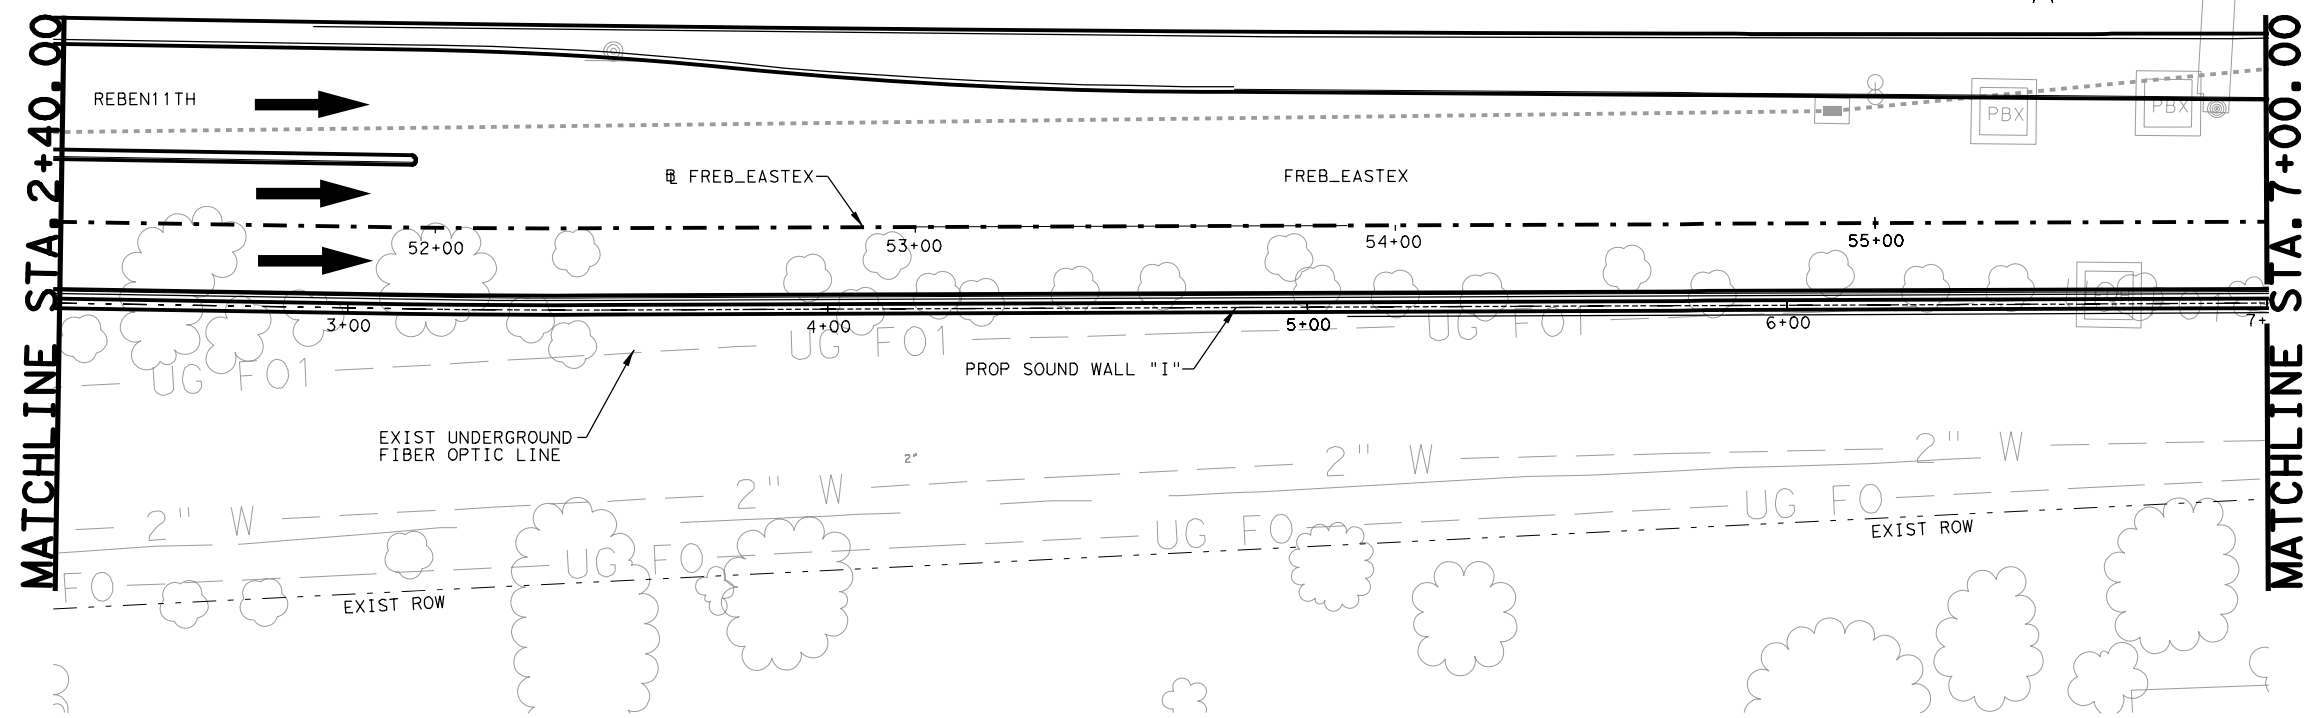 MATCHLINE STA. 2+40.00
REBEN11TH
PBX
PBX
℄ FREB_EASTEX
FREB_EASTEX
52+00
53+00
54+00
55+00
3+00
4+00
5+00
6+00
7+
UG FO1
UG FO1
UG FO1
PROP SOUND WALL "I"
EXIST UNDERGROUND
FIBER OPTIC LINE
2"
2" W
2" W
2" W
2" W
FO
UG FO
UG FO
UG FO
EXIST ROW
EXIST ROW
MATCHLINE STA. 7+00.00